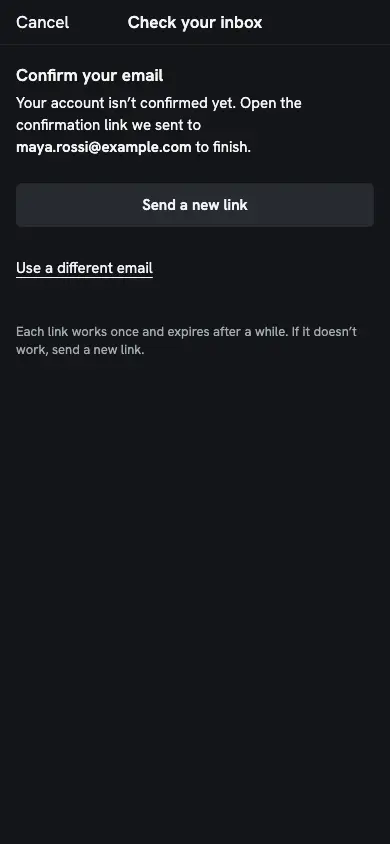 Cancel
Check your inbox
Confirm your email
Your account isn’t confirmed yet. Open the
confirmation link we sent to
maya.rossi@example.com to finish.
Send a new link
Use a different email
Each link works once and expires after a while. If it doesn’t
work, send a new link.